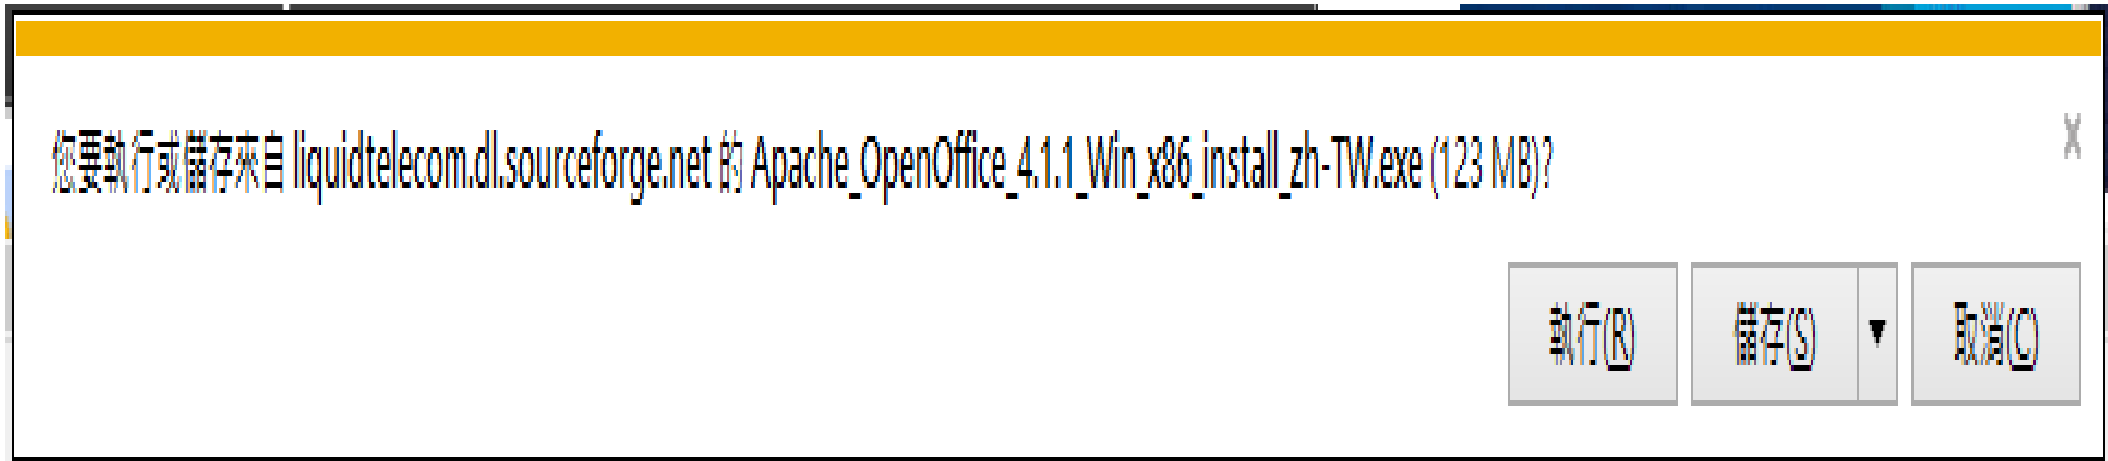 您要執行或儲存來自 liquidtelecom.dl.sourceforge.net 的 Apache_OpenOffice_4.1.1_Win_x86_install_zh-TW.exe (123 MB)?
x
執行(R) 儲存(S) ▼ 取消(C)